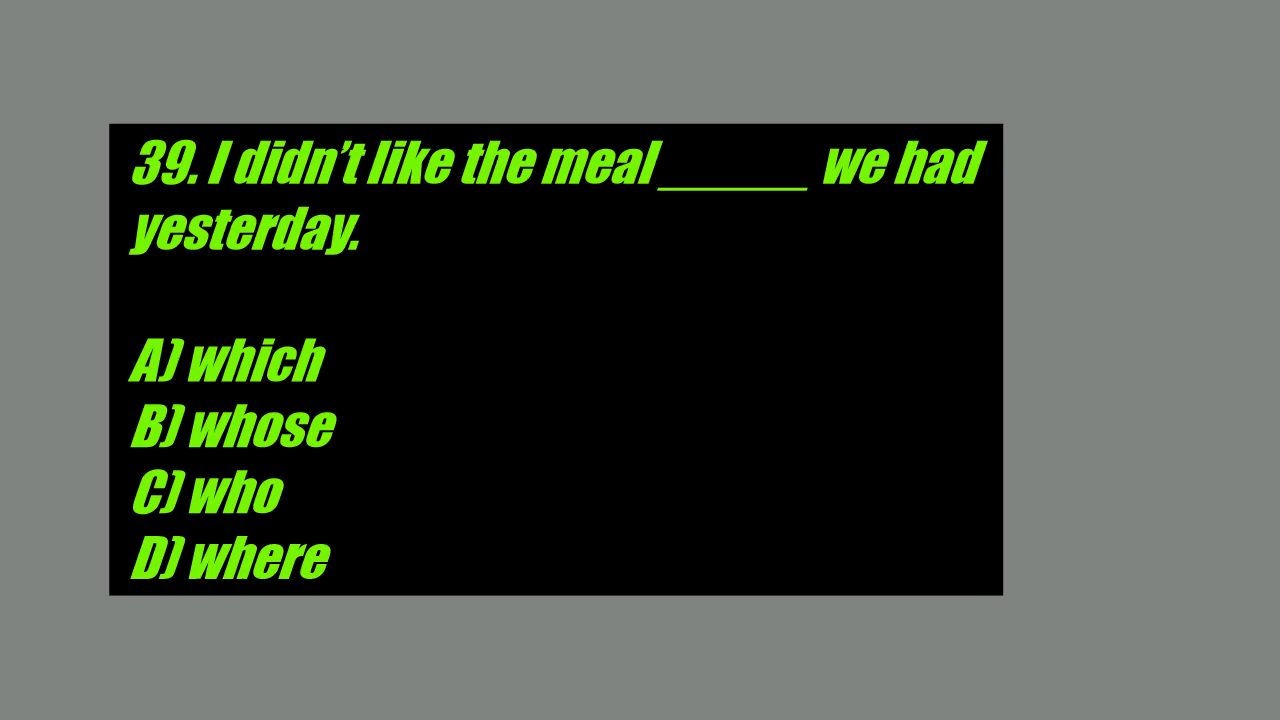 39. I didn’t like the meal ______ we had
yesterday.
A) which
B) whose
C) who
D) where